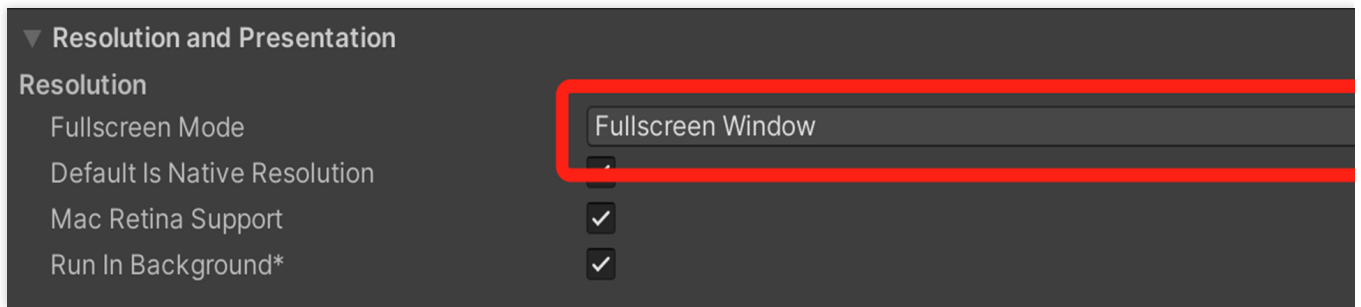 Resolution and Presentation
Resolution
Fullscreen Mode Fullscreen Window
Default Is Native Resolution
Mac Retina Support
Run In Background*